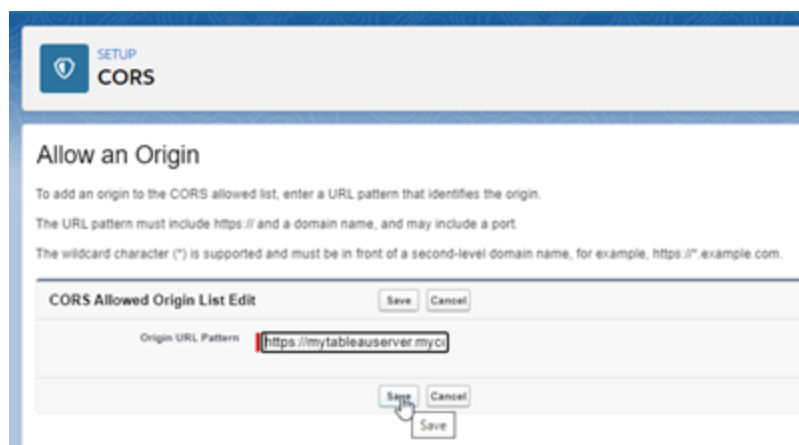 SETUP
CORS
Allow an Origin
To add an origin to the CORS allowed list, enter a URL pattern that identifies the origin.
The URL pattern must include https:// and a domain name, and may include a port.
The wildcard character (*) is supported and must be in front of a second-level domain name, for example, https://*.example.com.
CORS Allowed Origin List Edit Save Cancel
Origin URL Pattern https://mytableauserver.myc
Save Cancel
Save